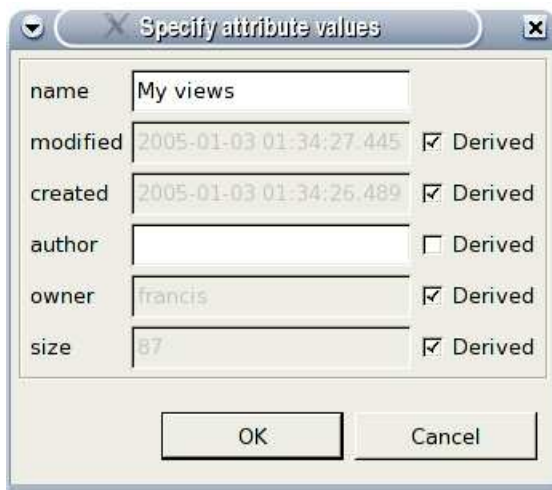 Specify attribute values
name My views
modified 2005-01-03 01:34:27.445 Derived
created 2005-01-03 01:34:26.489 Derived
author Derived
owner francis Derived
size 87 Derived
OK Cancel